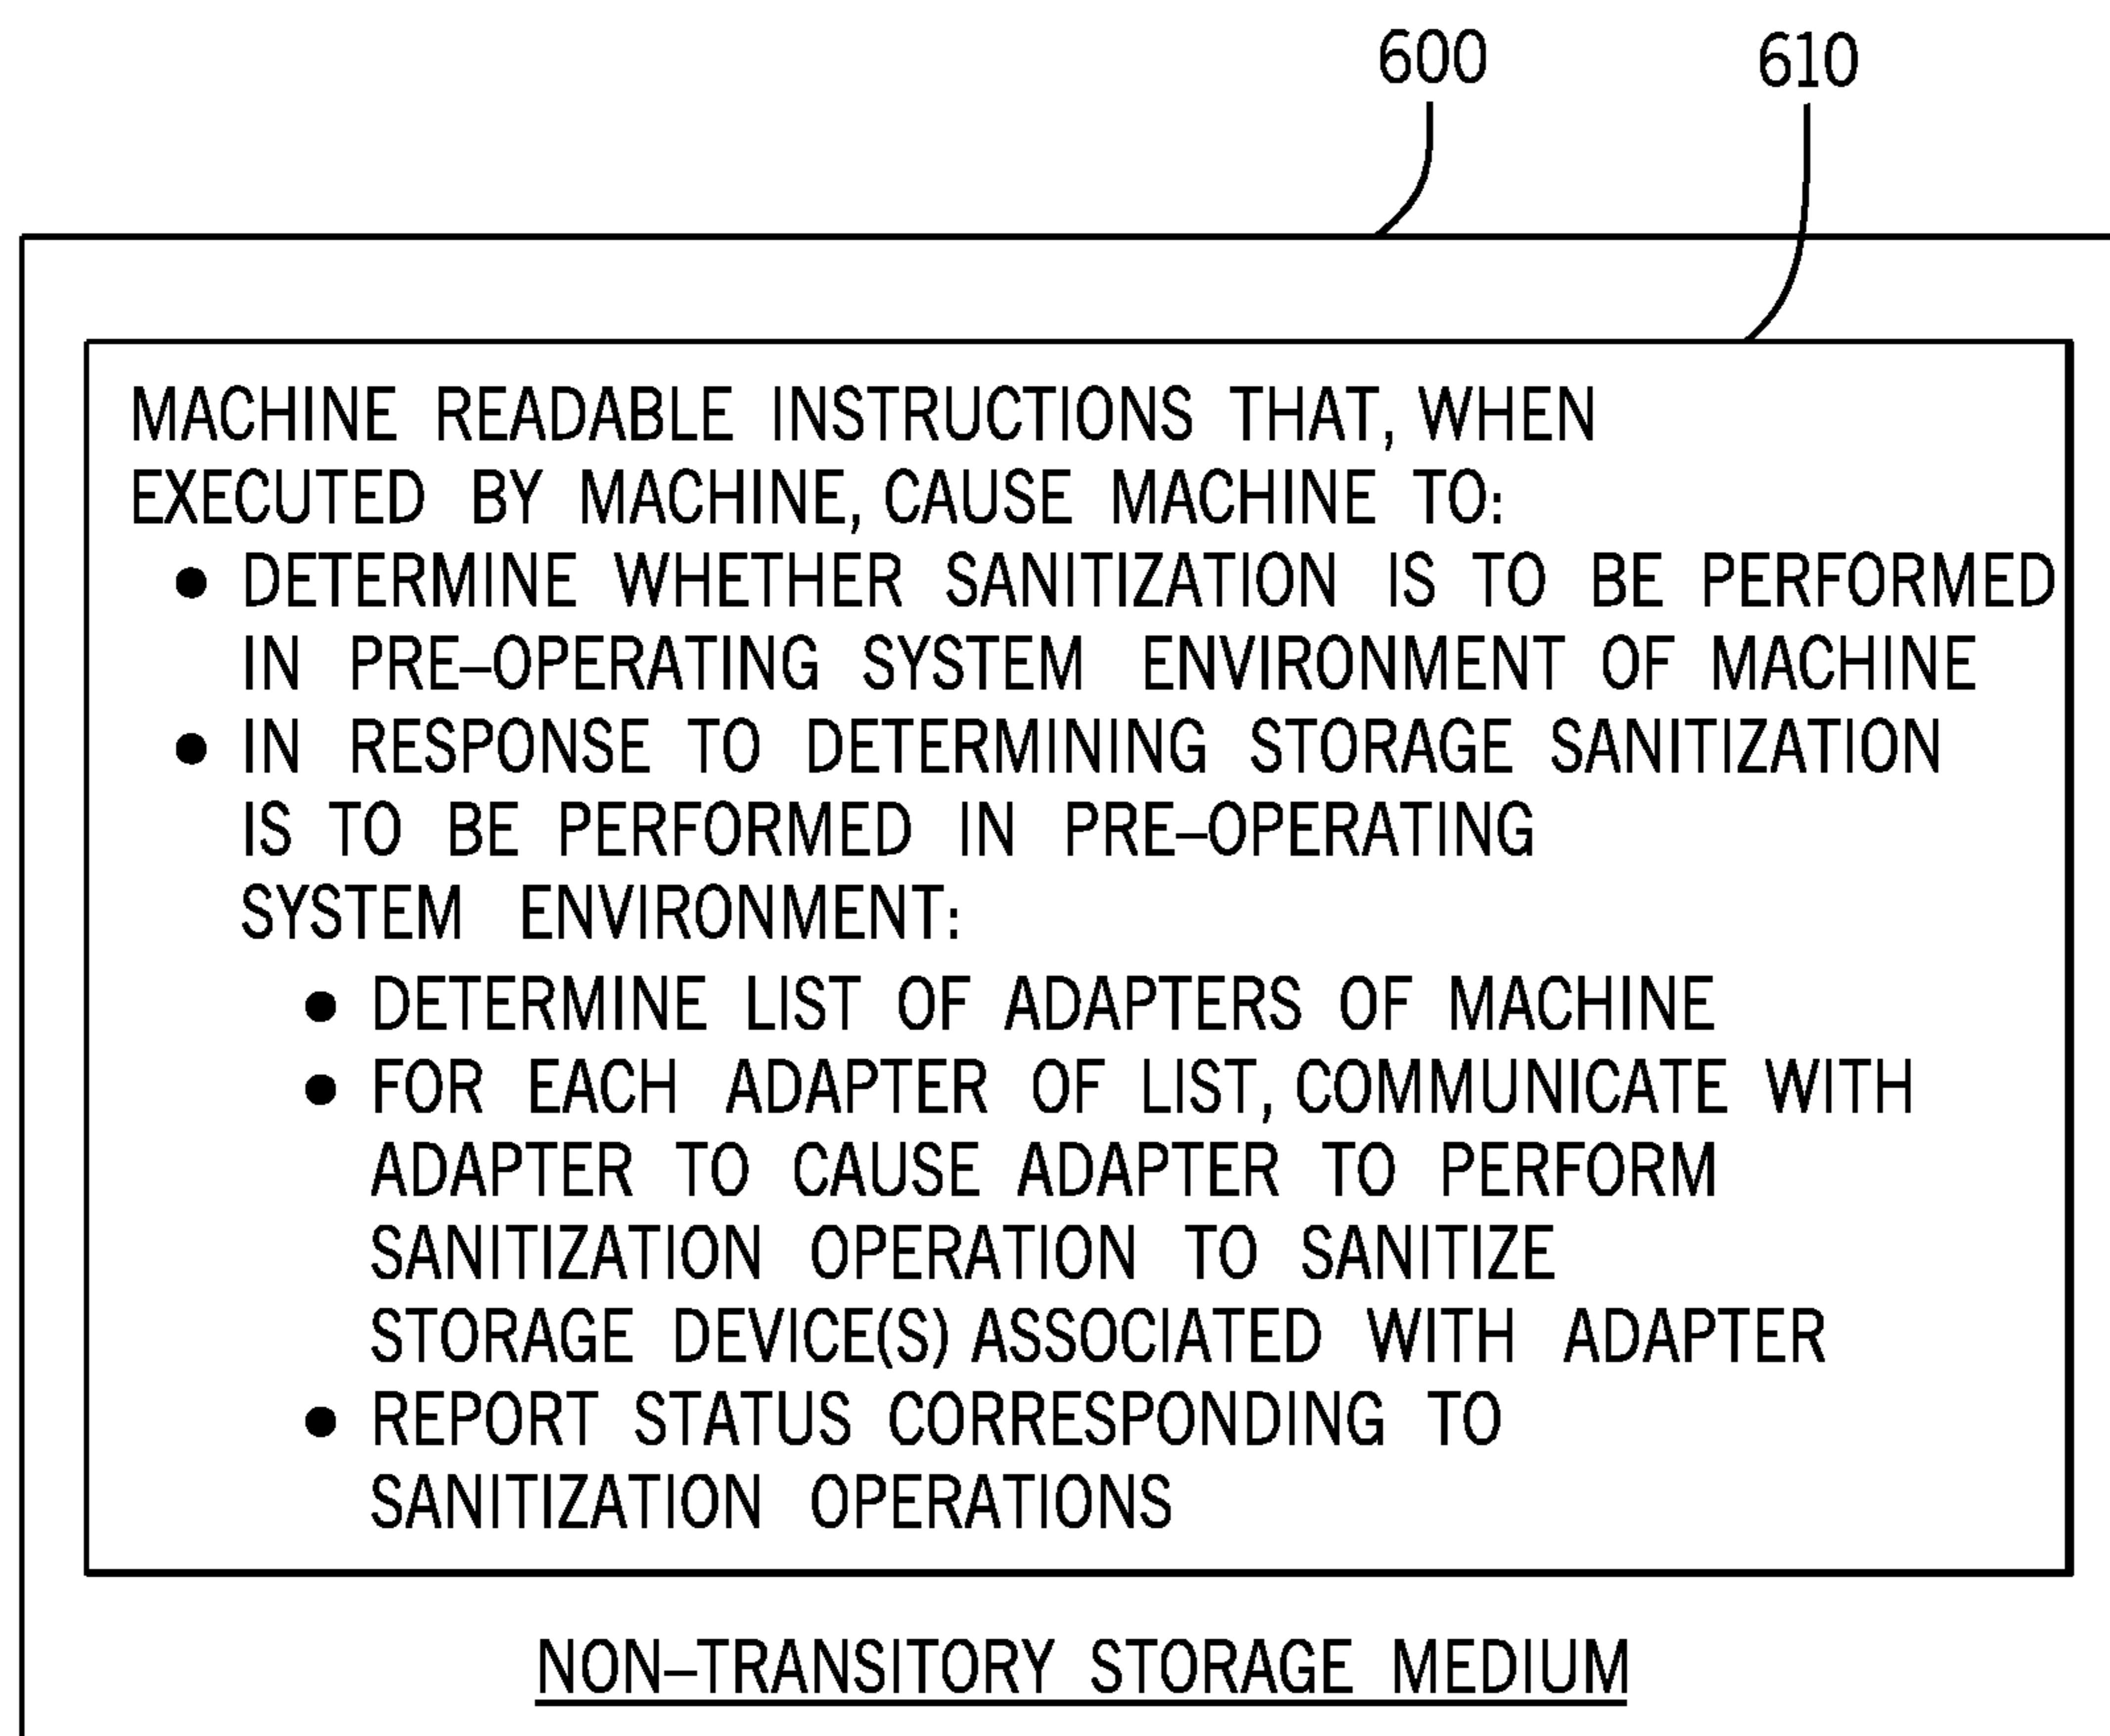 600
610
MACHINE READABLE INSTRUCTIONS THAT, WHEN
EXECUTED BY MACHINE, CAUSE MACHINE TO:
● DETERMINE WHETHER SANITIZATION IS TO BE PERFORMED
IN PRE–OPERATING SYSTEM ENVIRONMENT OF MACHINE
● IN RESPONSE TO DETERMINING STORAGE SANITIZATION
IS TO BE PERFORMED IN PRE–OPERATING
SYSTEM ENVIRONMENT:
● DETERMINE LIST OF ADAPTERS OF MACHINE
● FOR EACH ADAPTER OF LIST, COMMUNICATE WITH
ADAPTER TO CAUSE ADAPTER TO PERFORM
SANITIZATION OPERATION TO SANITIZE
STORAGE DEVICE(S) ASSOCIATED WITH ADAPTER
● REPORT STATUS CORRESPONDING TO
SANITIZATION OPERATIONS
NON–TRANSITORY STORAGE MEDIUM